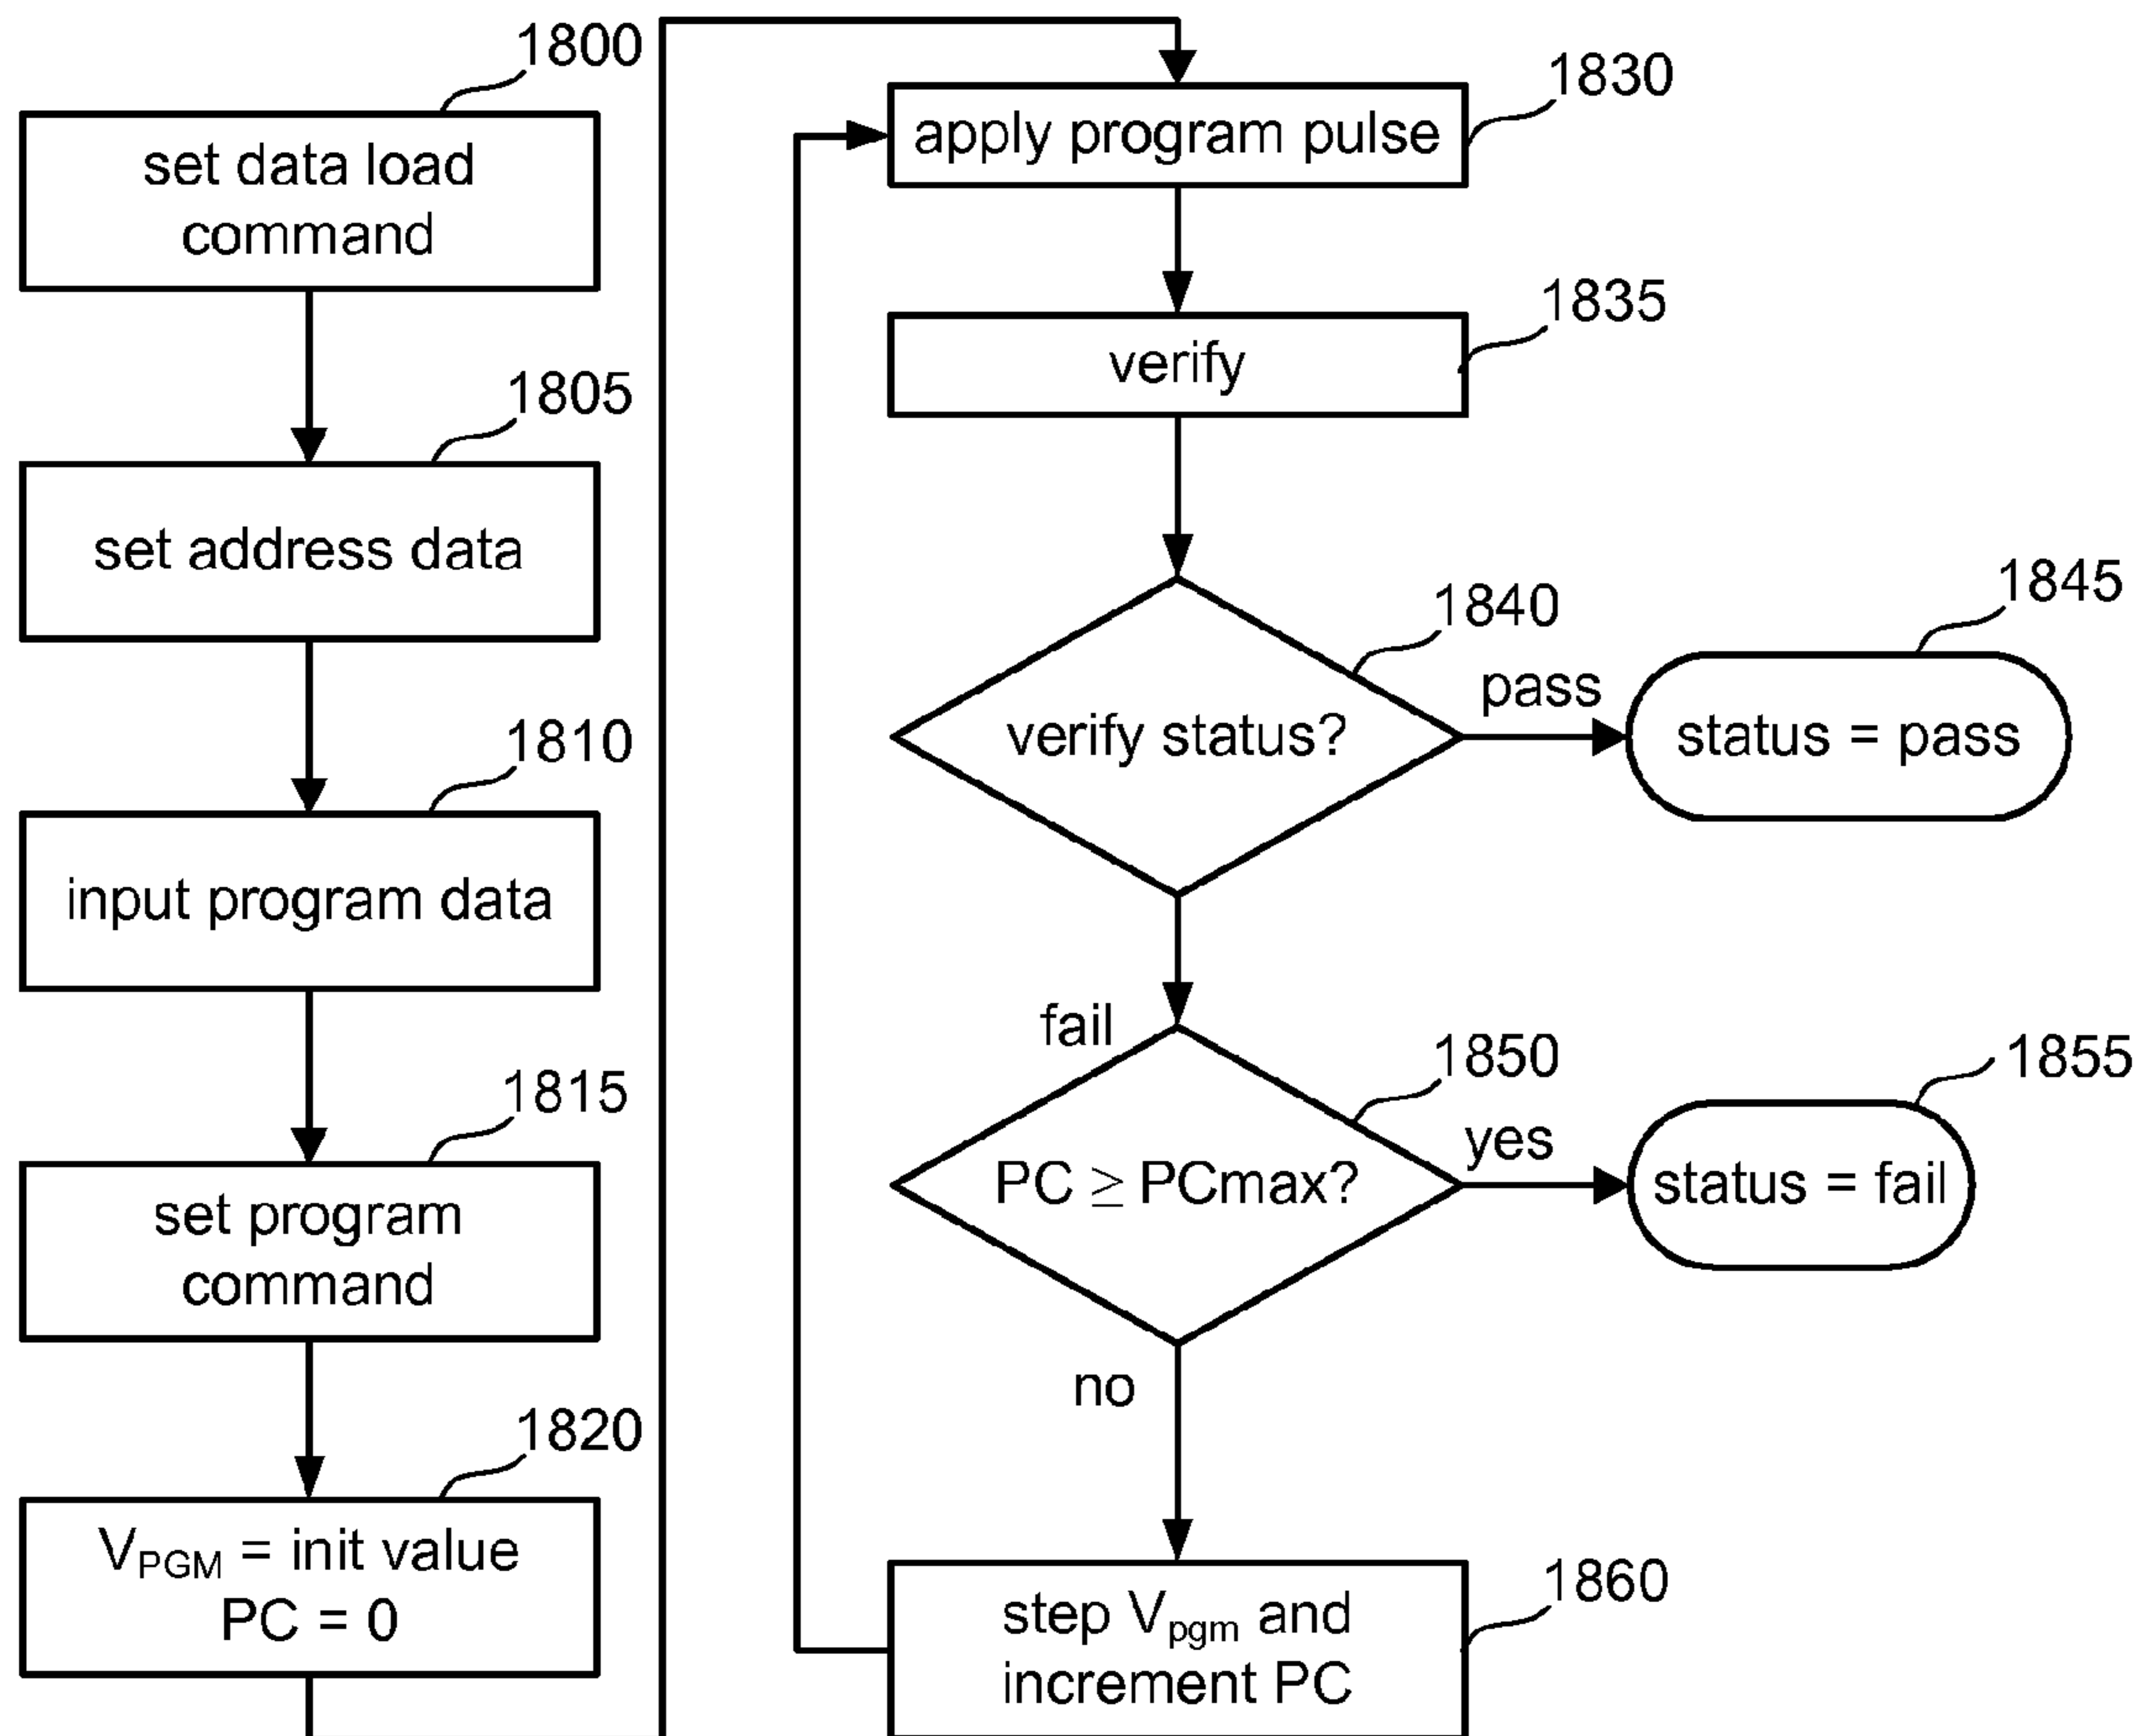 1800
set data load
command
1805
set address data
1810
input program data
1815
set program
command
1820
V_PGM = init value
PC = 0
1830
apply program pulse
1835
verify
1840
verify status?
pass
1845
status = pass
fail
1850
PC ≥ PCmax?
yes
1855
status = fail
no
1860
step V_pgm and
increment PC